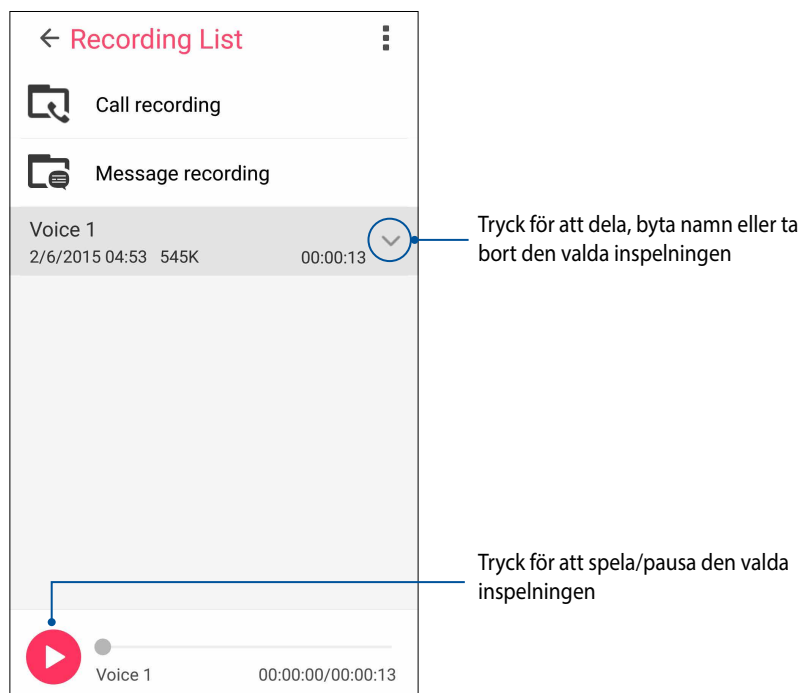 Recording List
Call recording
Message recording
Voice 1
2/6/2015 04:53 545K 00:00:13
Tryck för att dela, byta namn eller ta
bort den valda inspelningen
Tryck för att spela/pausa den valda
inspelningen
Voice 1 00:00:00/00:00:13